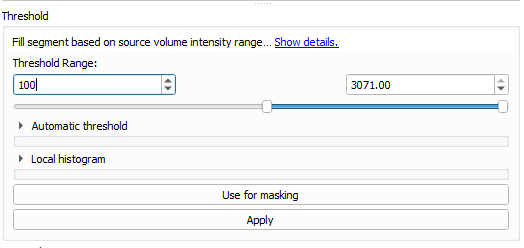 Threshold
Fill segment based on source volume intensity range... Show details.
Threshold Range:
100 3071.00
Automatic threshold
Local histogram
Use for masking
Apply